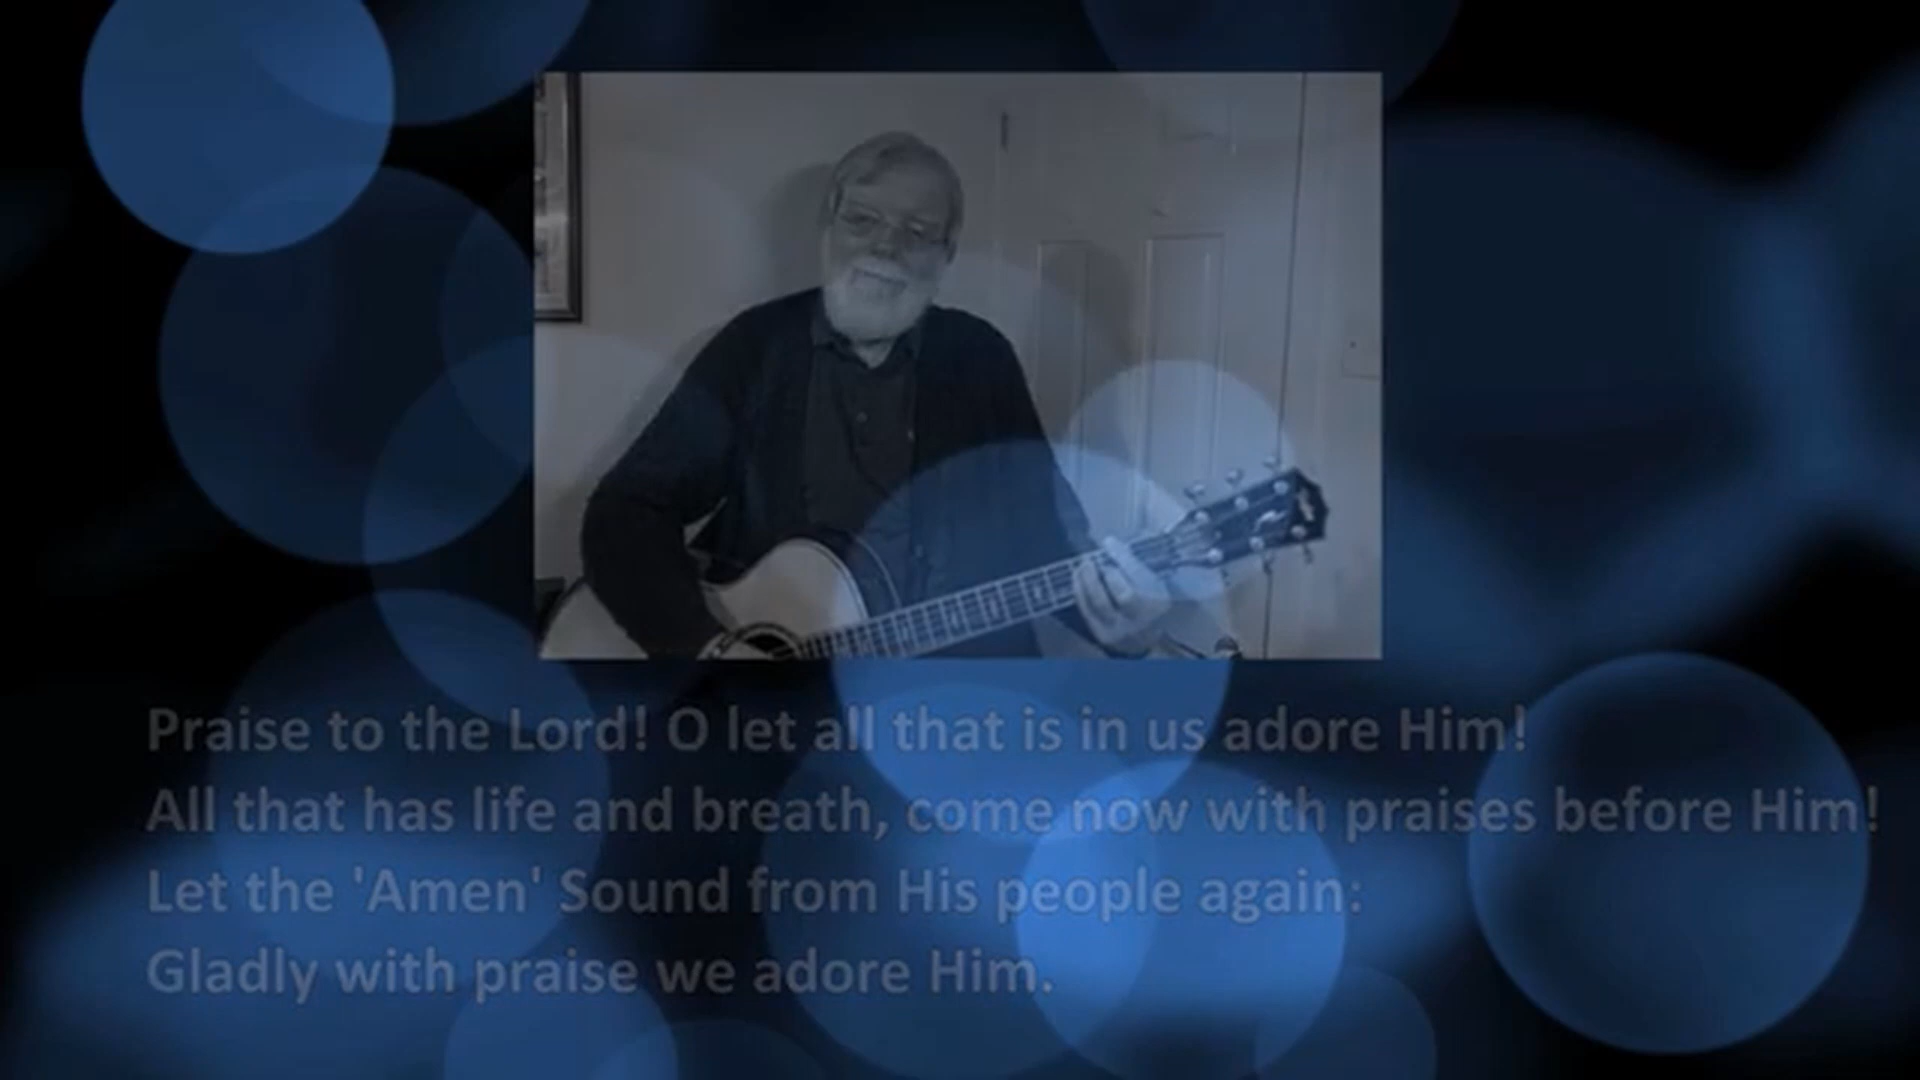 Praise to the Lord! O let all that is in us adore Him!
All that has life and breath, come now with praises before Him!
Let the 'Amen' Sound from His people again:
Gladly with praise we adore Him.